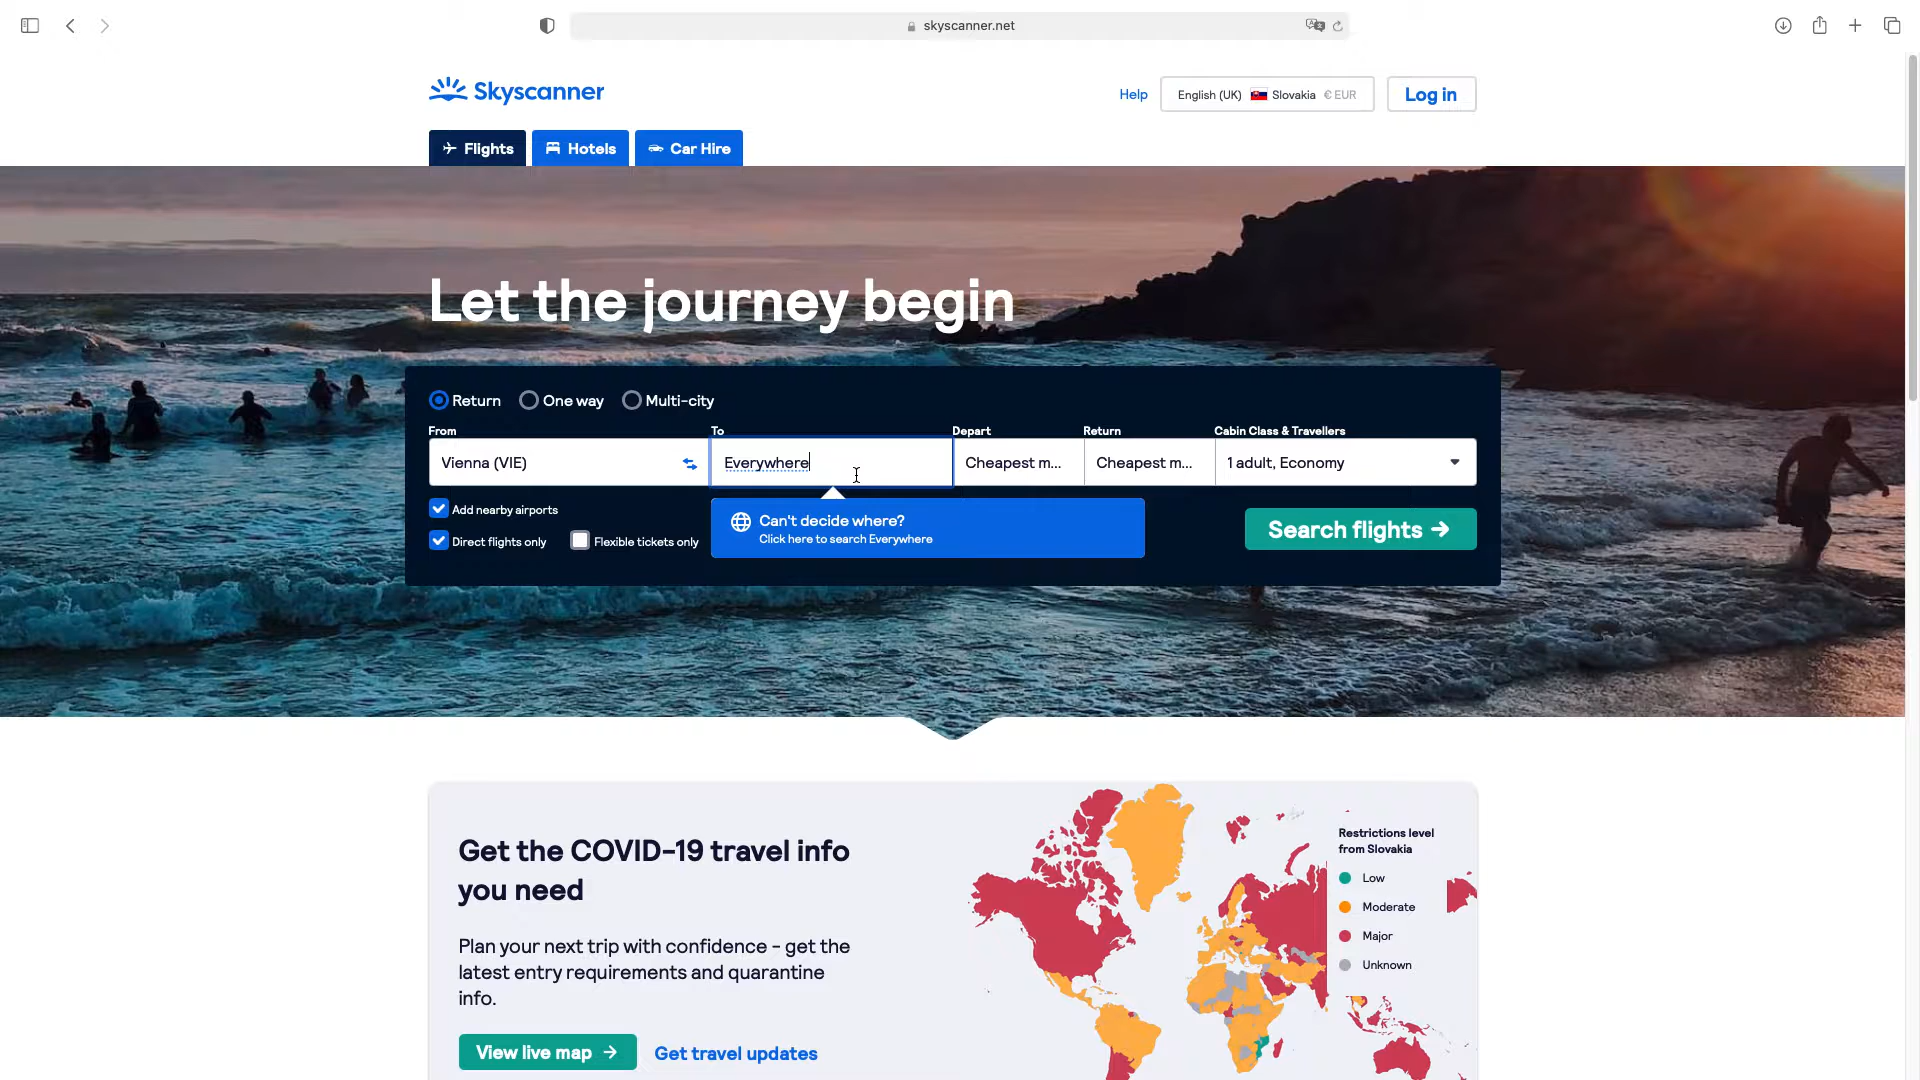 skyscanner.net
Skyscanner
Help
English (UK) Slovakia € EUR
Log in
Flights
Hotels
Car Hire
Let the journey begin
Return
One way
Multi-city
From
To
Depart
Return
Cabin Class & Travellers
Vienna (VIE)
Everywhere
Cheapest m...
Cheapest m...
1 adult, Economy
Add nearby airports
Direct flights only
Flexible tickets only
Can't decide where?
Click here to search Everywhere
Search flights
Get the COVID-19 travel info
you need
Plan your next trip with confidence - get the
latest entry requirements and quarantine
info.
View live map
Get travel updates
Restrictions level
from Slovakia
Low
Moderate
Major
Unknown